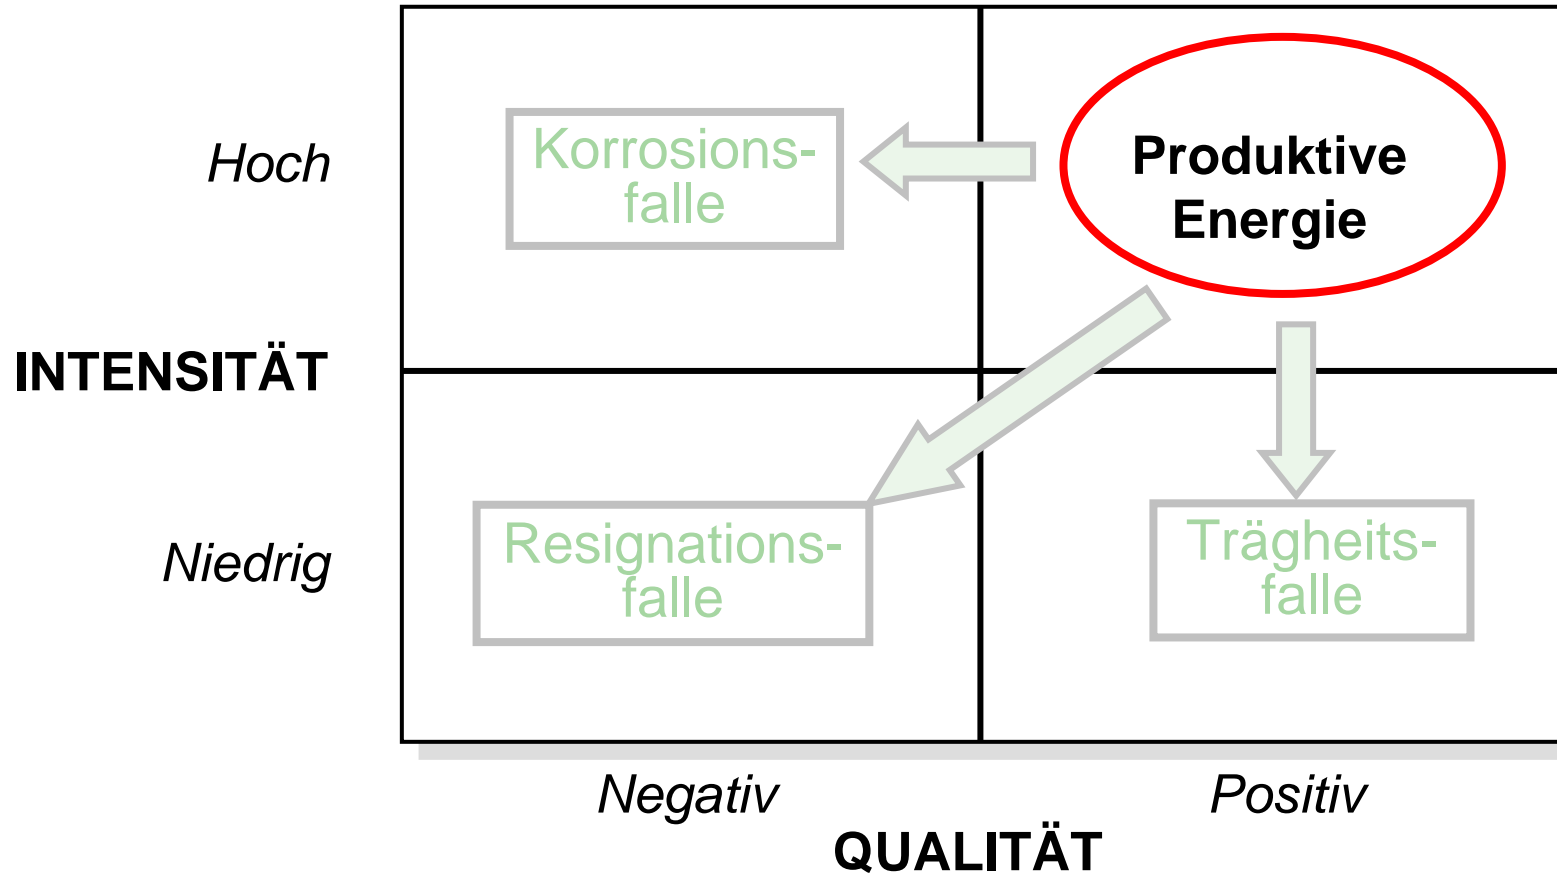 Hoch
Korrosions-
falle
Produktive
Energie
INTENSITÄT
Niedrig
Resignations-
falle
Trägheits-
falle
Negativ
Positiv
QUALITÄT